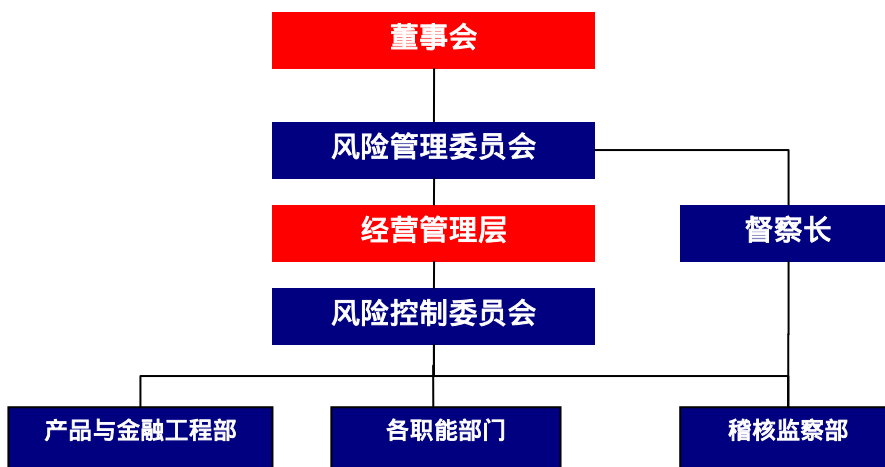 董事会
风险管理委员会
经营管理层
督察长
风险控制委员会
产品与金融工程部
各职能部门
稽核监察部